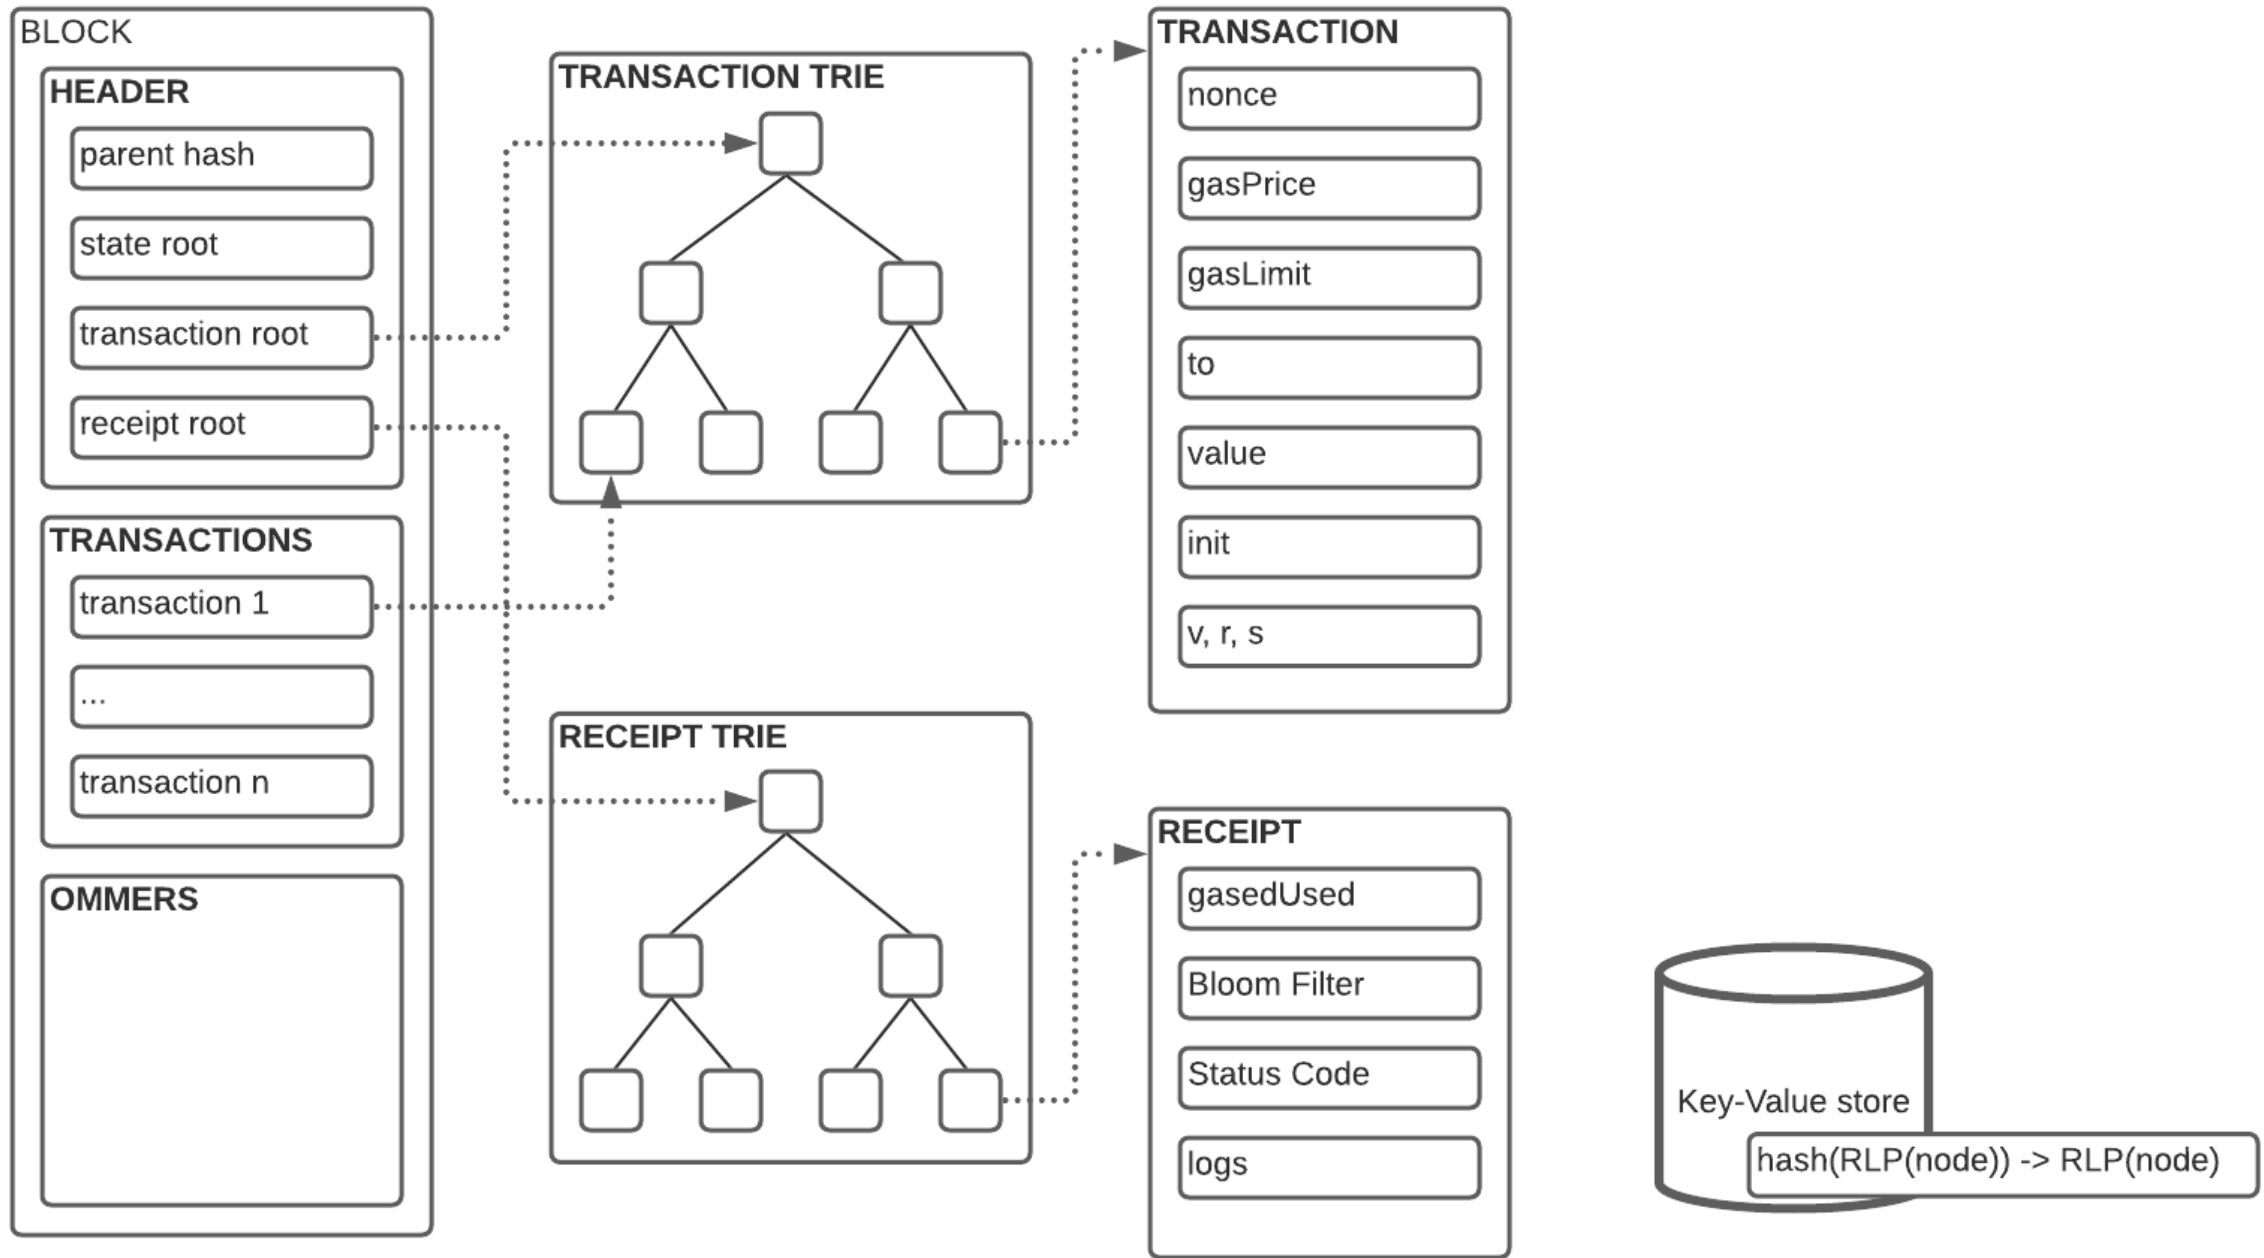 BLOCK
HEADER
parent hash
state root
transaction root
receipt root
TRANSACTIONS
transaction 1
...
transaction n
OMMERS
TRANSACTION TRIE
RECEIPT TRIE
TRANSACTION
nonce
gasPrice
gasLimit
to
value
init
v, r, s
RECEIPT
gasedUsed
Bloom Filter
Status Code
logs
Key-Value store
hash(RLP(node)) -> RLP(node)